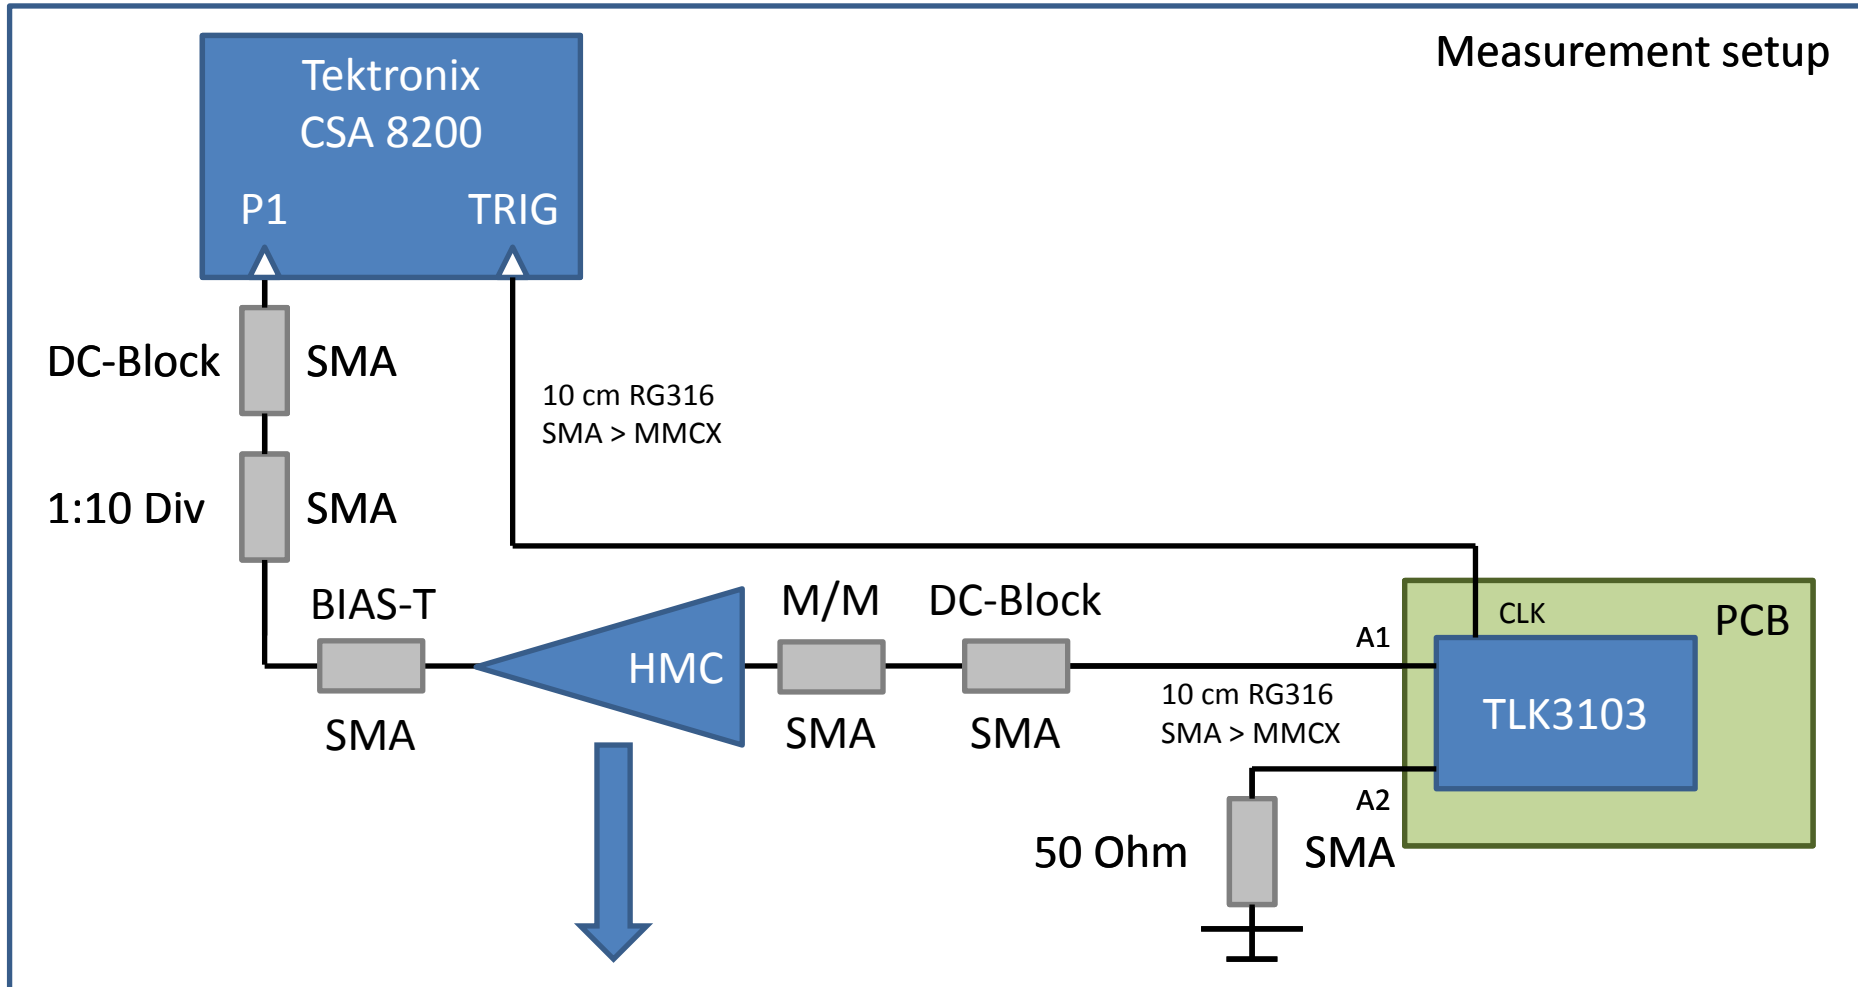 Measurement setup
Tektronix
CSA 8200
P1
TRIG
DC-Block
SMA
10 cm RG316
SMA > MMCX
1:10 Div
SMA
BIAS-T
SMA
HMC
M/M
SMA
DC-Block
SMA
10 cm RG316
SMA > MMCX
A1
CLK
PCB
TLK3103
A2
50 Ohm
SMA